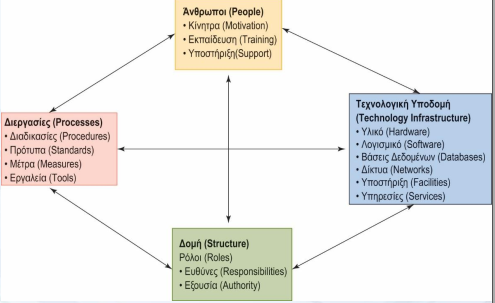 Άνθρωποι (People)
• Κίνητρα (Motivation)
• Εκπαίδευση (Training)
• Υποστήριξη(Support)
Διεργασίες (Processes)
• Διαδικασίες (Procedures)
• Πρότυπα (Standards)
• Μέτρα (Measures)
• Εργαλεία (Tools)
Τεχνολογική Υποδομή
(Technology Infrastructure)
• Υλικό (Hardware)
• Λογισμικό (Software)
• Βάσεις Δεδομένων (Databases)
• Δίκτυα (Networks)
• Υποστήριξη (Facilities)
• Υπηρεσίες (Services)
Δομή (Structure)
Ρόλοι (Roles)
• Ευθύνες (Responsibilities)
• Εξουσία (Authority)